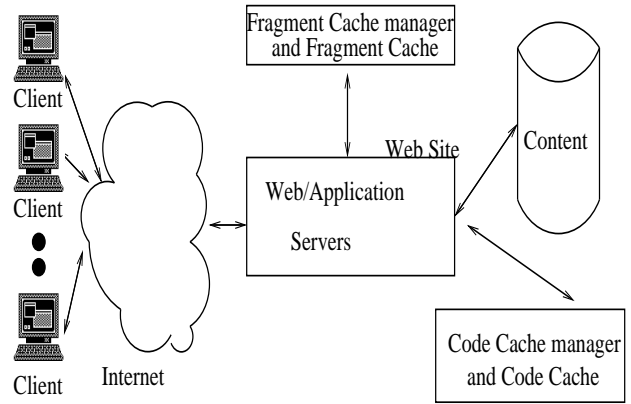 Fragment Cache manager
and Fragment Cache
Client
Web Site
Content
Client
Web/Application
Servers
Code Cache manager
and Code Cache
Internet
Client